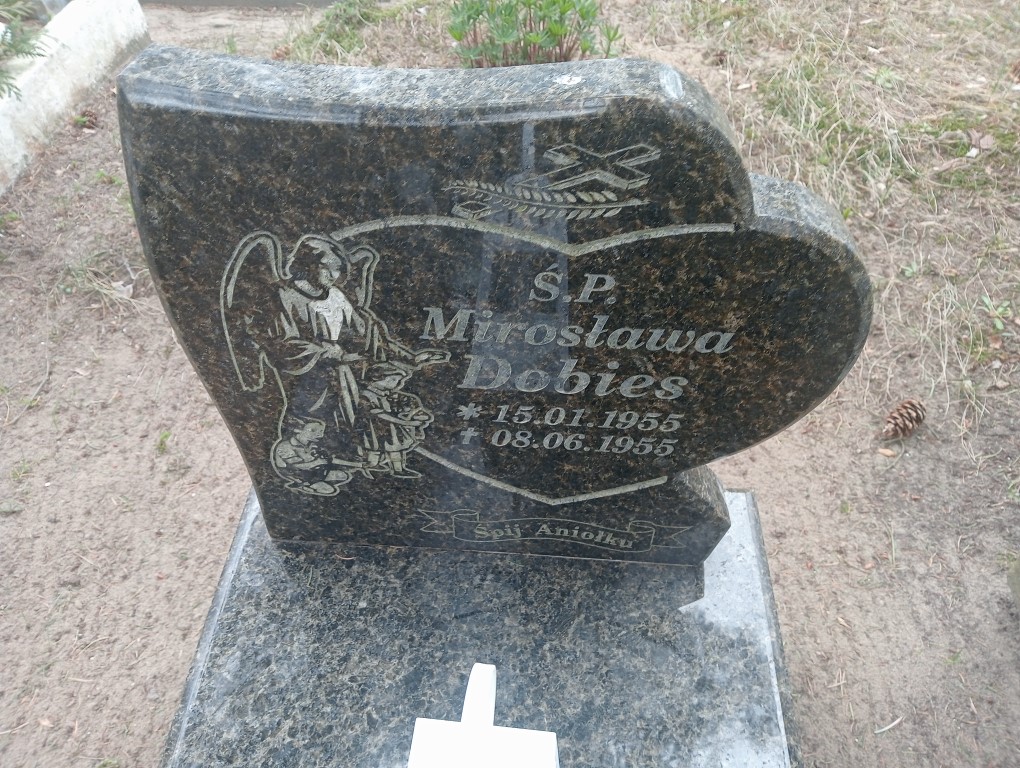 Ś.P.
Mirosława
Dobies
* 15.01.1955
† 08.06.1955
Śpij Aniołku